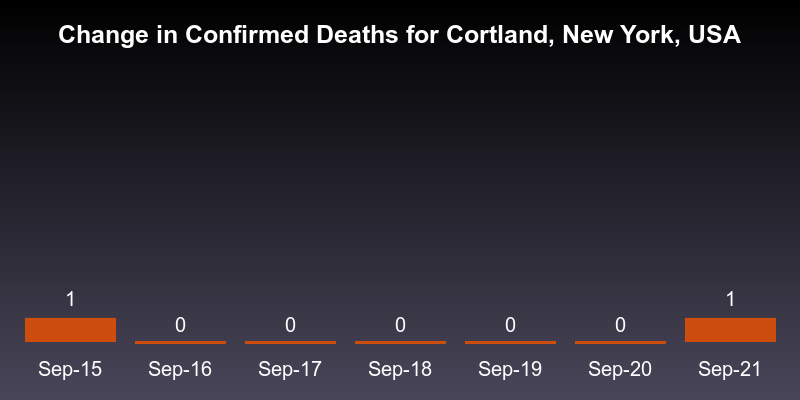 Change in Confirmed Deaths for Cortland, New York, USA
1 0 0 0 0 0 1
Sep-15 Sep-16 Sep-17 Sep-18 Sep-19 Sep-20 Sep-21